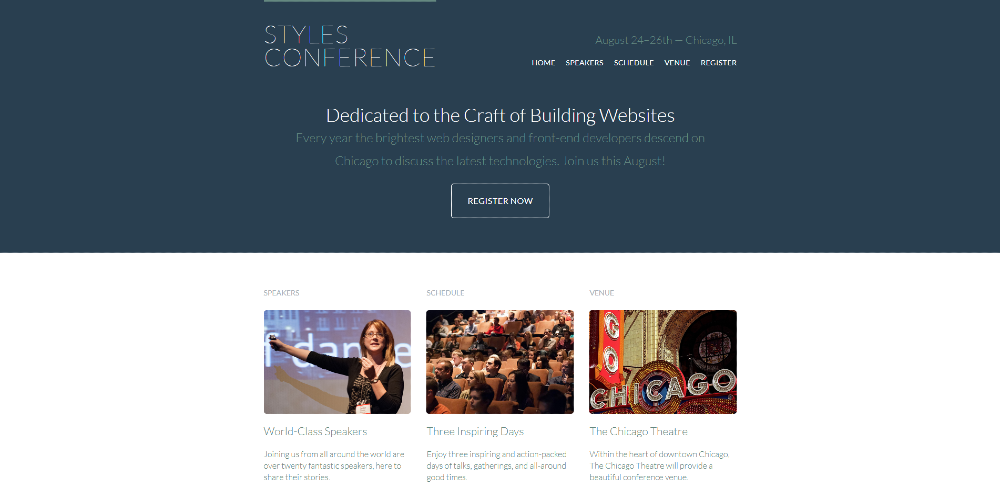 STYLES
CONFERENCE
August 24–26th — Chicago, IL
HOME SPEAKERS SCHEDULE VENUE REGISTER
Dedicated to the Craft of Building Websites
Every year the brightest web designers and front-end developers descend on
Chicago to discuss the latest technologies. Join us this August!
REGISTER NOW
SPEAKERS
f dance
World-Class Speakers
Joining us from all around the world are
over twenty fantastic speakers, here to
share their stories.
SCHEDULE
Three Inspiring Days
Enjoy three inspiring and action-packed
days of talks, gatherings, and all-around
good times.
VENUE
CHICAGO
The Chicago Theatre
Within the heart of downtown Chicago,
The Chicago Theatre will provide a
beautiful conference venue.